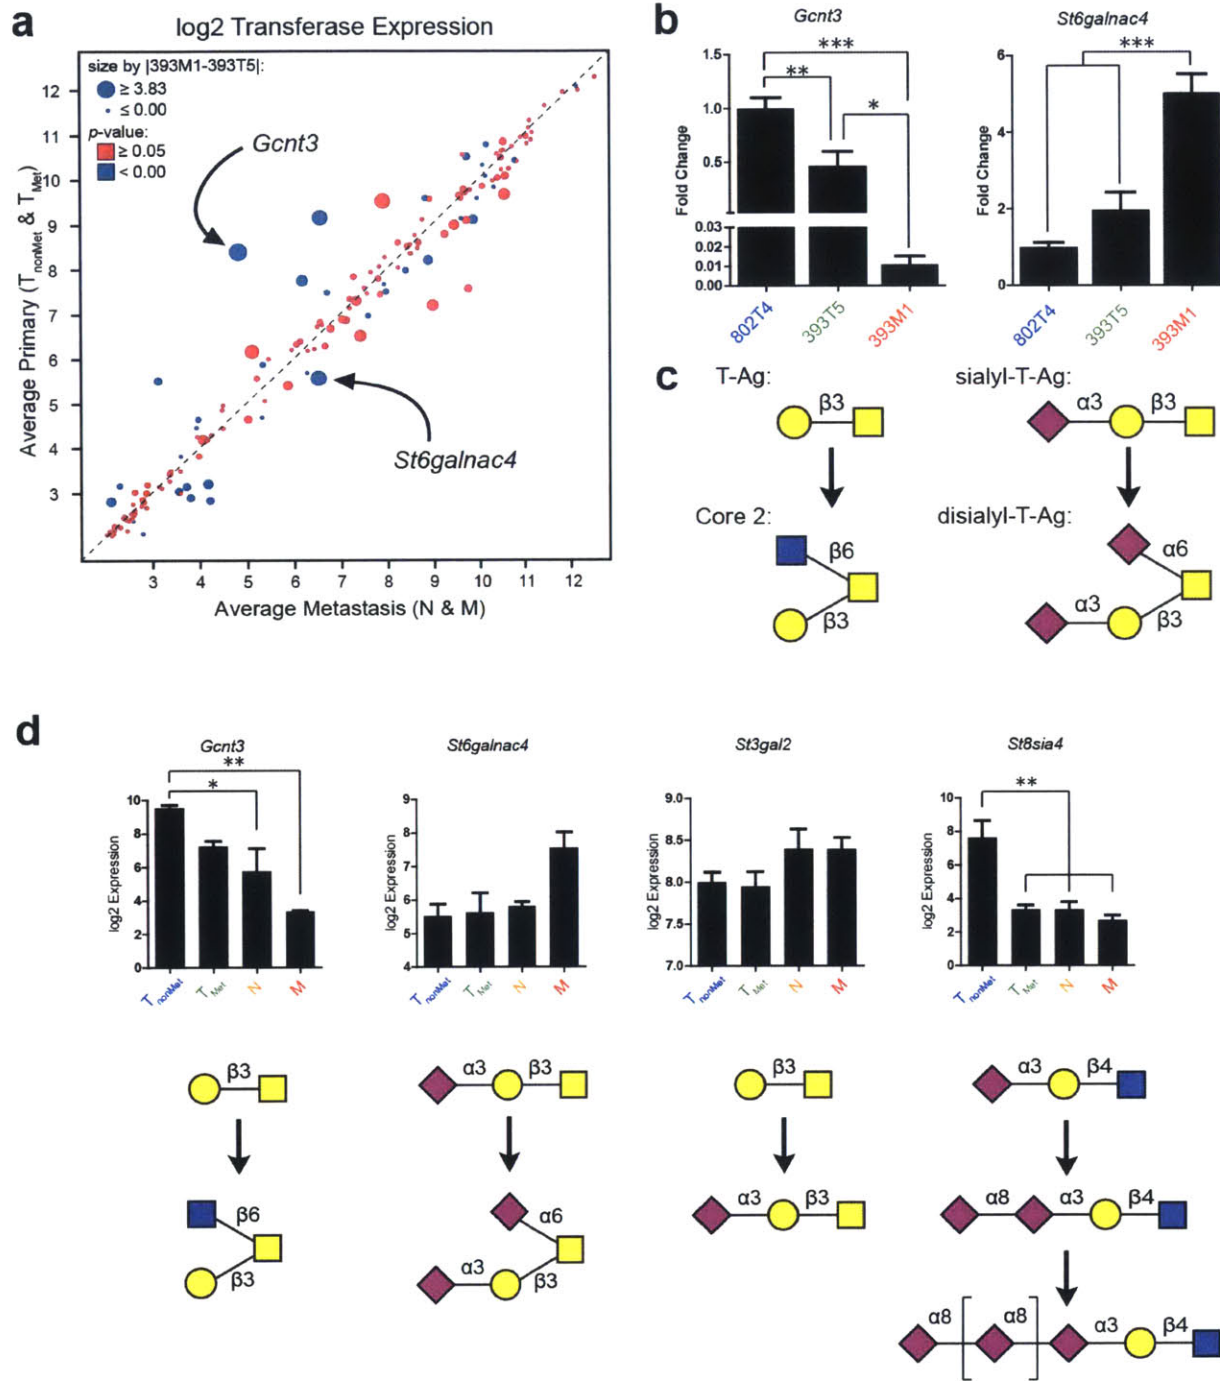 a
log2 Transferase Expression
size by |393M1-393T5|:
≥ 3.83
≤ 0.00
p-value:
≥ 0.05
< 0.00
Gcnt3
St6galnac4
12
11
10
9
8
7
6
5
4
3
Average Primary (TnonMet & TMet)
3 4 5 6 7 8 9 10 11 12
Average Metastasis (N & M)
b
Gcnt3
***
**
*
1.5
1.0
0.5
0.03
0.02
0.01
0.00
Fold Change
802T4 393T5 393M1
St6galnac4
***
6
4
2
0
Fold Change
802T4 393T5 393M1
c
T-Ag:
β3
Core 2:
β6
β3
sialyl-T-Ag:
α3 β3
disialyl-T-Ag:
α6
α3 β3
d
Gcnt3
**
*
10
8
6
4
2
0
log2 Expression
TnonMet TMet N M
St6galnac4
9
8
7
6
5
4
log2 Expression
TnonMet TMet N M
St3gal2
9.0
8.5
8.0
7.5
7.0
log2 Expression
TnonMet TMet N M
St8sia4
**
10
8
6
4
2
0
log2 Expression
TnonMet TMet N M
β3
β6
β3
α3 β3
α6
α3 β3
β3
α3 β3
α3 β4
α8 α3 β4
α8 α8 α3 β4